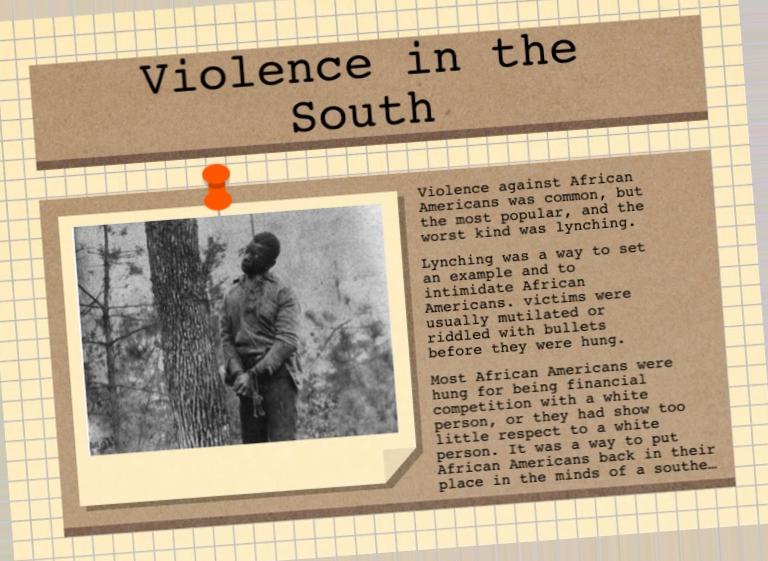 Violence in the
South
Violence against African
Americans was common, but
the most popular, and the
worst kind was lynching.
Lynching was a way to set
an example and to
intimidate African
Americans. victims were
usually mutilated or
riddled with bullets
before they were hung.
Most African Americans were
hung for being financial
competition with a white
person, or they had show too
little respect to a white
person. It was a way to put
African Americans back in their
place in the minds of a southe…